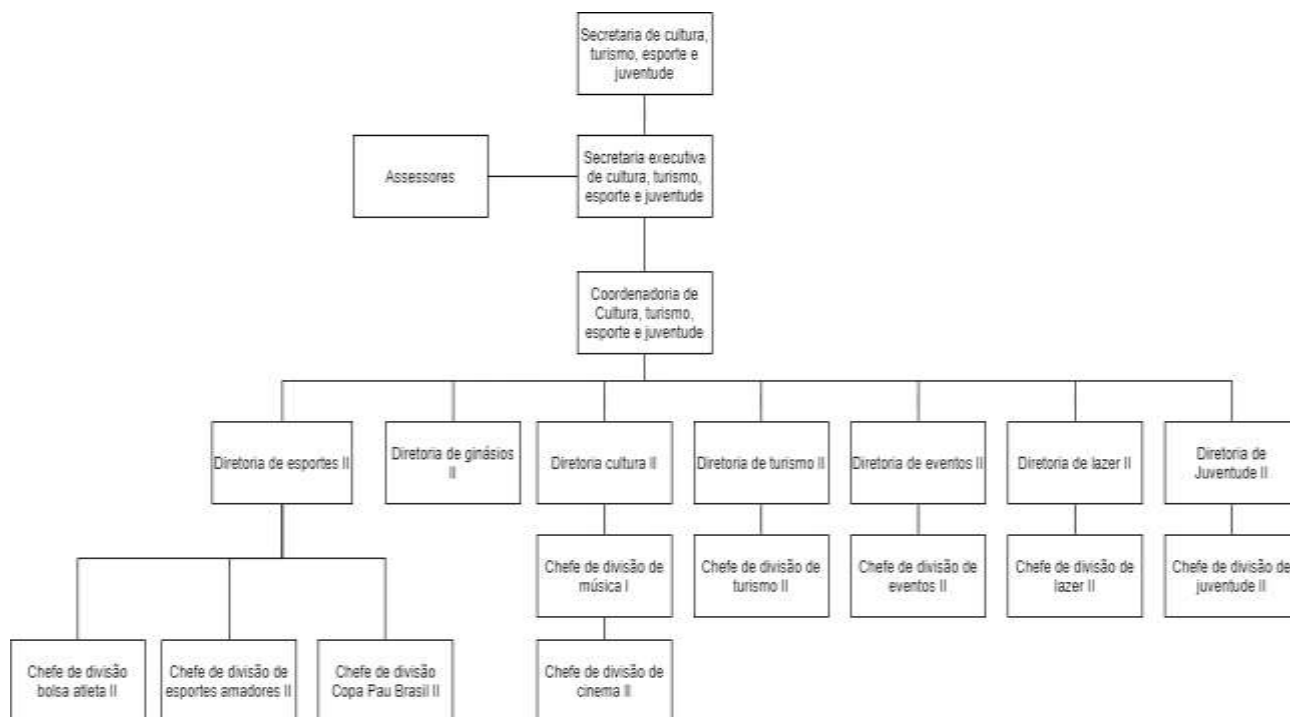 Secretaria de cultura,
turismo, esporte e
juventude
Assessores
Secretaria executiva
de cultura, turismo,
esporte e juventude
Coordenadoria de
Cultura, turismo,
esporte e juventude
Diretoria de esportes II
Diretoria de ginásios
II
Diretoria cultura II
Diretoria de turismo II
Diretoria de eventos II
Diretoria de lazer II
Diretoria de
Juventude II
Chefe de divisão de
música I
Chefe de divisão de
turismo II
Chefe de divisão de
eventos II
Chefe de divisão de
lazer II
Chefe de divisão de
juventude II
Chefe de divisão
bolsa atleta II
Chefe de divisão de
esportes amadores II
Chefe de divisão
Copa Pau Brasil II
Chefe de divisão de
cinema II